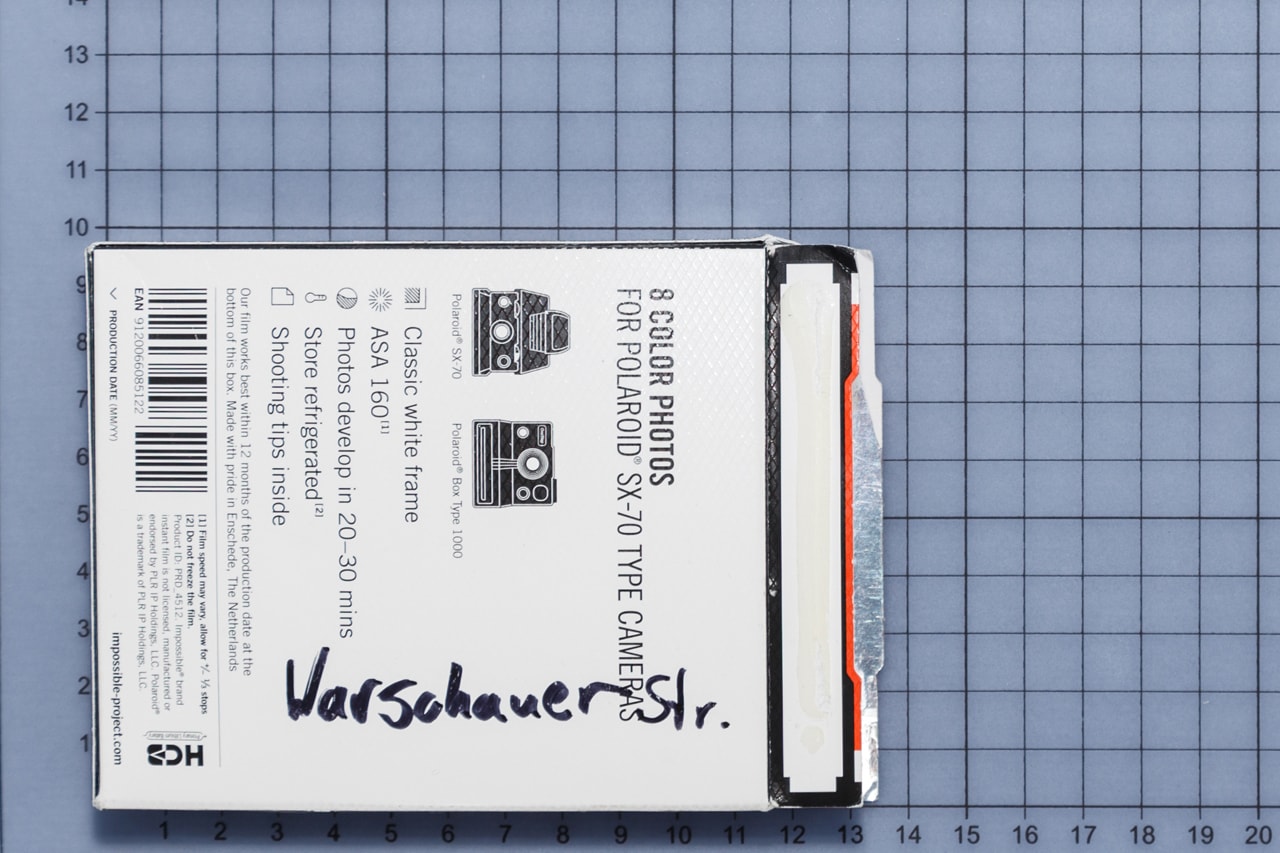 14
13
12
11
10
9
8
7
6
5
4
3
2
1
1 2 3 4 5 6 7 8 9 10 11 12 13 14 15 16 17 18 19 20
8 COLOR PHOTOS
FOR POLAROID® SX-70 TYPE CAMERAS
Polaroid® SX-70
Polaroid® Box Type 1000
Classic white frame
ASA 160[1]
Photos develop in 20–30 mins
Store refrigerated[2]
Shooting tips inside
Our film works best within 12 months of the production date at the
bottom of this box. Made with pride in Enschede, The Netherlands
EAN 9120066085122
PRODUCTION DATE (MM/YY)
[1] Film speed may vary, allow for +/- 1/3 stops
[2] Do not freeze the film.
Product ID: PRD_4512. Impossible® brand
instant film is not licensed, manufactured or
endorsed by PLR IP Holdings, LLC. Polaroid®
is a trademark of PLR IP Holdings, LLC.
impossible-project.com
Warschauer Str.